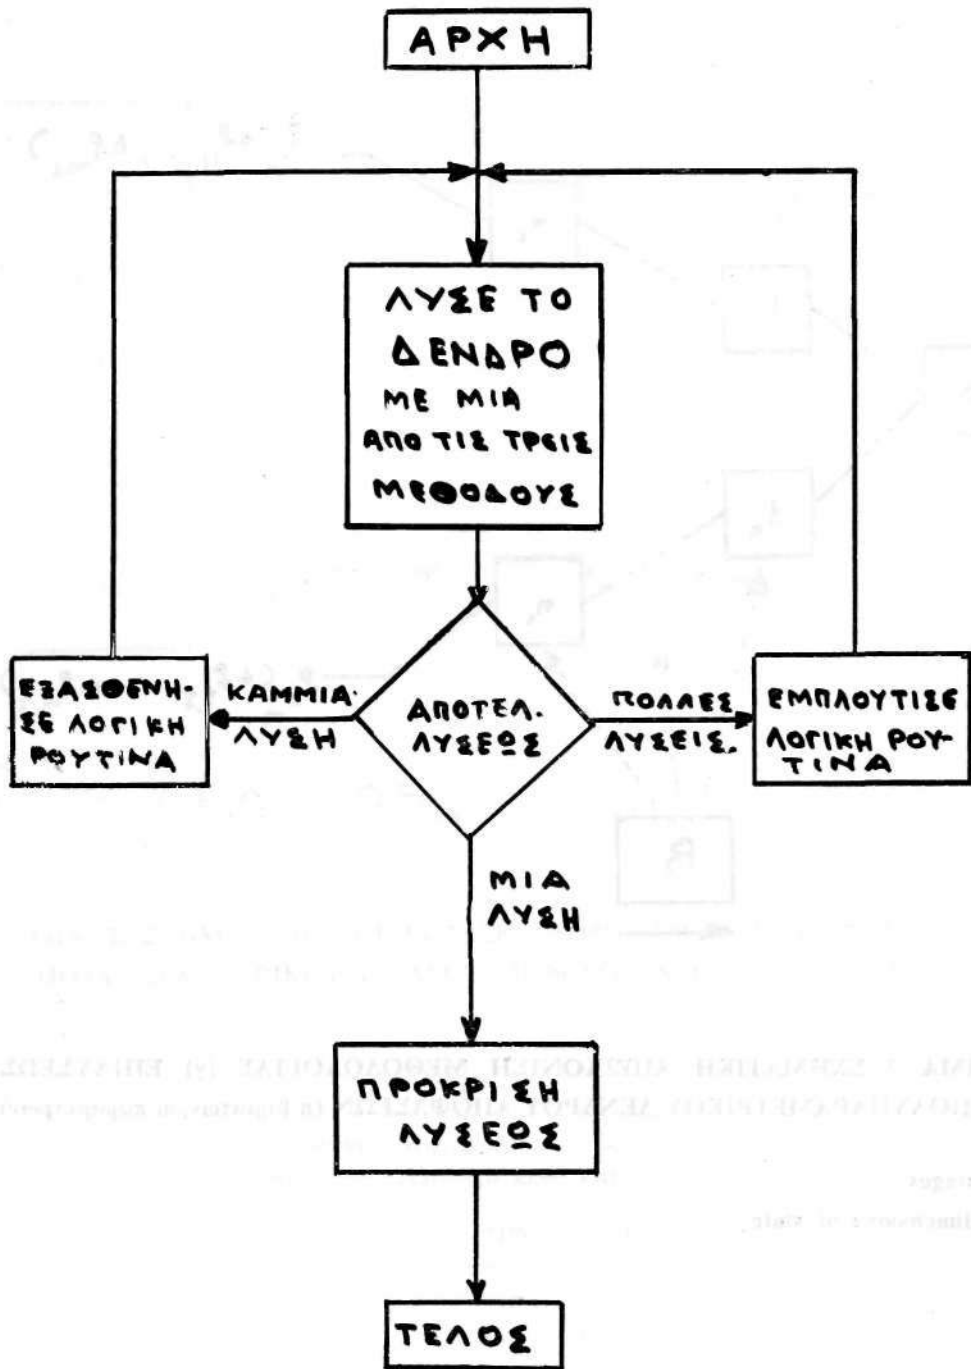 ΑΡΧΗ
ΛΥΣΕ ΤΟ
ΔΕΝΔΡΟ
ΜΕ ΜΙΑ
ΑΠΟ ΤΙΣ ΤΡΕΙΣ
ΜΕΘΟΔΟΥΣ
ΕΞΑΣΘΕΝΗ-
ΣΕ ΛΟΓΙΚΗ
ΡΟΥΤΙΝΑ
ΚΑΜΜΙΑ
ΛΥΣΗ
ΑΠΟΤΕΛ.
ΛΥΣΕΩΣ
ΠΟΛΛΕΣ
ΛΥΣΕΙΣ.
ΕΜΠΛΟΥΤΙΣΕ
ΛΟΓΙΚΗ ΡΟΥ-
ΤΙΝΑ
ΜΙΑ
ΛΥΣΗ
ΠΡΟΚΡΙΣΗ
ΛΥΣΕΩΣ
ΤΕΛΟΣ